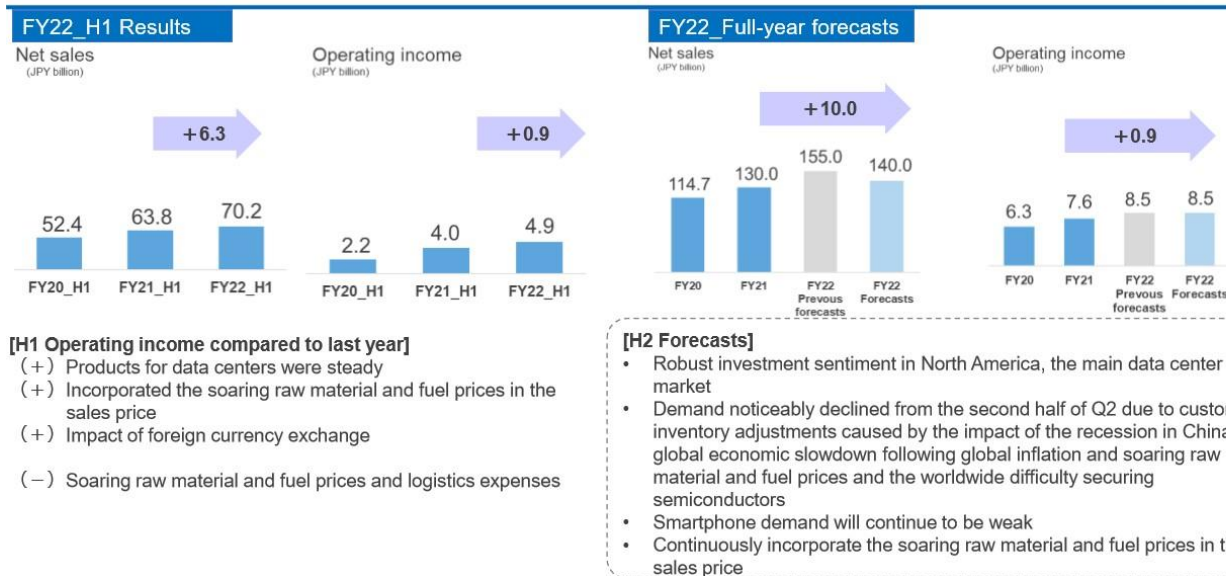 FY22_H1 Results
Net sales
(JPY billion)
Operating income
(JPY billion)
+6.3
+0.9
52.4
63.8
70.2
FY20_H1
FY21_H1
FY22_H1
2.2
4.0
4.9
FY20_H1
FY21_H1
FY22_H1
[H1 Operating income compared to last year]
(+) Products for data centers were steady
(+) Incorporated the soaring raw material and fuel prices in the
sales price
(+) Impact of foreign currency exchange
(-) Soaring raw material and fuel prices and logistics expenses
FY22_Full-year forecasts
Net sales
(JPY billion)
Operating income
(JPY billion)
+10.0
+0.9
114.7
130.0
155.0
140.0
FY20
FY21
FY22
Prevous
forecasts
FY22
Forecasts
6.3
7.6
8.5
8.5
FY20
FY21
FY22
Prevous
forecasts
FY22
Forecasts
[H2 Forecasts]
• Robust investment sentiment in North America, the main data center
market
• Demand noticeably declined from the second half of Q2 due to
inventory adjustments caused by the impact of the recession in China
global economic slowdown following global inflation and soaring raw
material and fuel prices and the worldwide difficulty securing
semiconductors
• Smartphone demand will continue to be weak
• Continuously incorporate the soaring raw material and fuel prices in
sales price